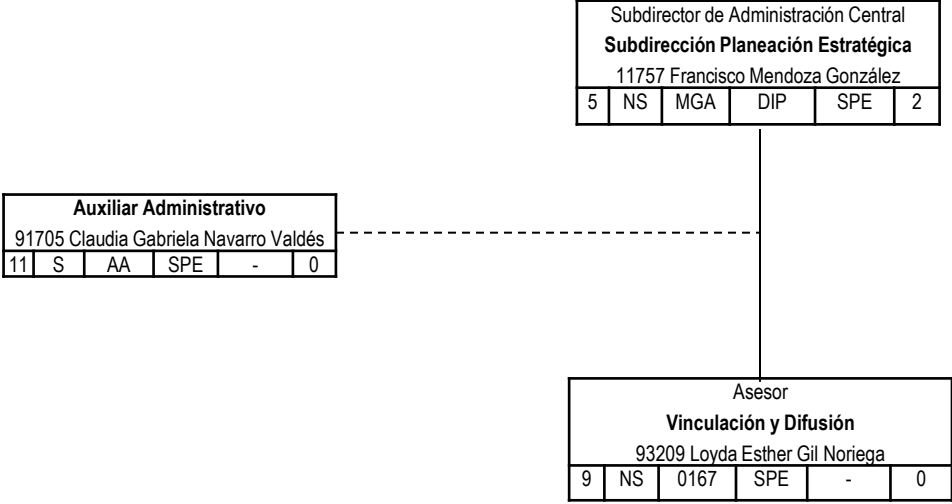 Subdirector de Administración Central
Subdirección Planeación Estratégica
11757 Francisco Mendoza González
5 NS MGA DIP SPE 2
Auxiliar Administrativo
91705 Claudia Gabriela Navarro Valdés
11 S AA SPE - 0
Asesor
Vinculación y Difusión
93209 Loyda Esther Gil Noriega
9 NS 0167 SPE - 0